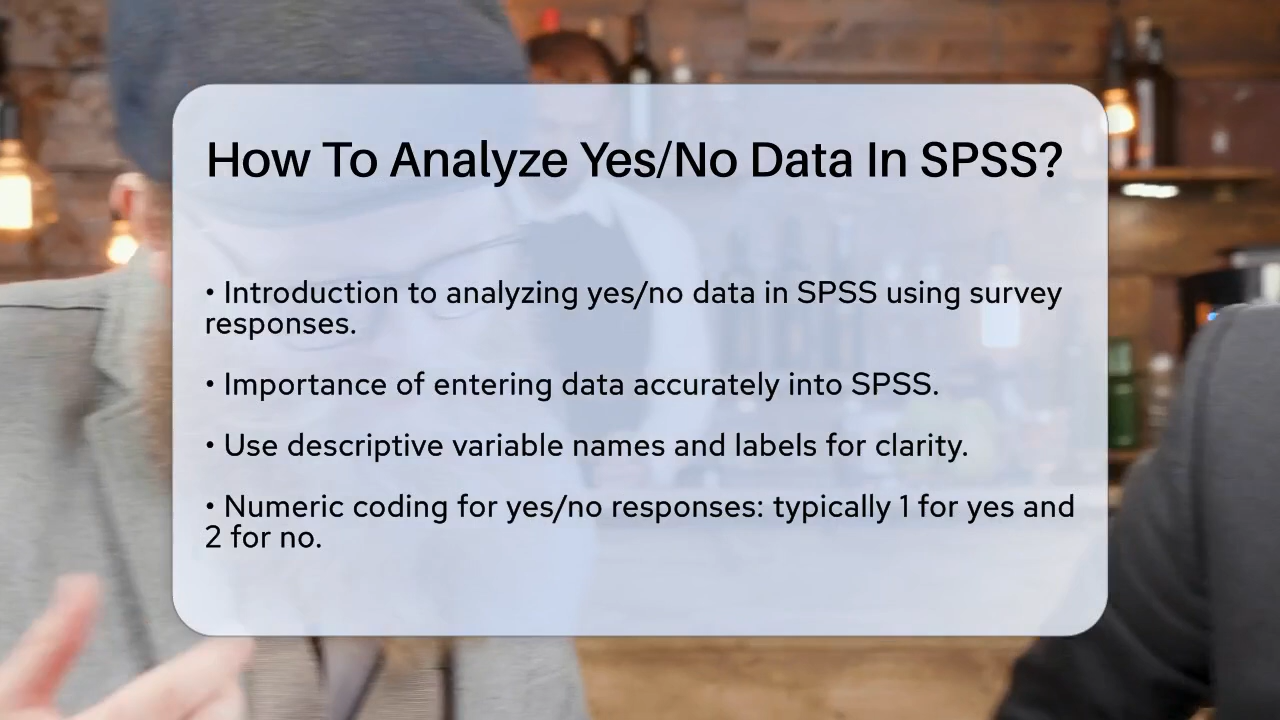 How To Analyze Yes/No Data In SPSS?
• Introduction to analyzing yes/no data in SPSS using survey
responses.
• Importance of entering data accurately into SPSS.
• Use descriptive variable names and labels for clarity.
• Numeric coding for yes/no responses: typically 1 for yes and
2 for no.